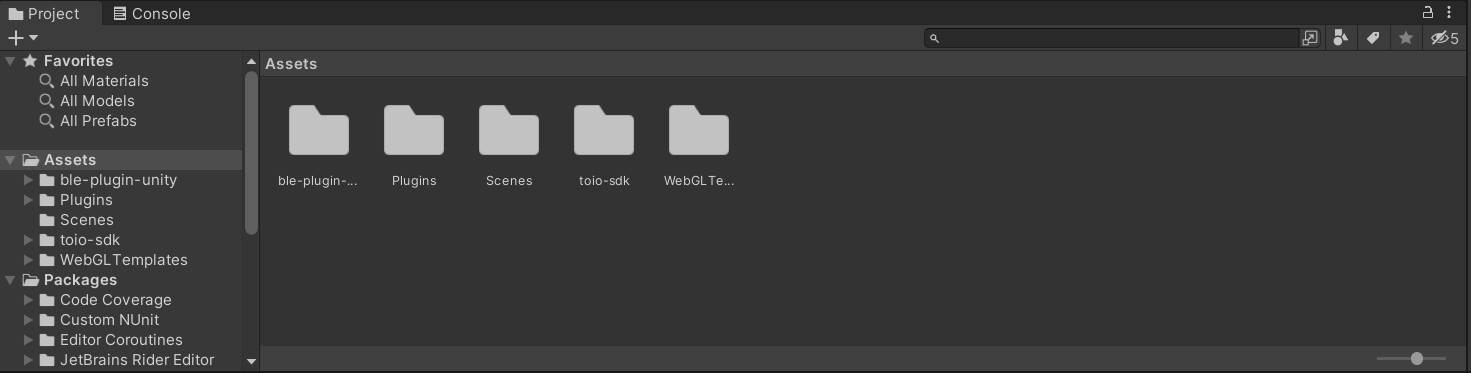 Project
Console
5
Favorites
All Materials
All Models
All Prefabs
Assets
ble-plugin-unity
Plugins
Scenes
toio-sdk
WebGLTemplates
Packages
Code Coverage
Custom NUnit
Editor Coroutines
JetBrains Rider Editor
Assets
ble-plugin-... Plugins Scenes toio-sdk WebGLTe...